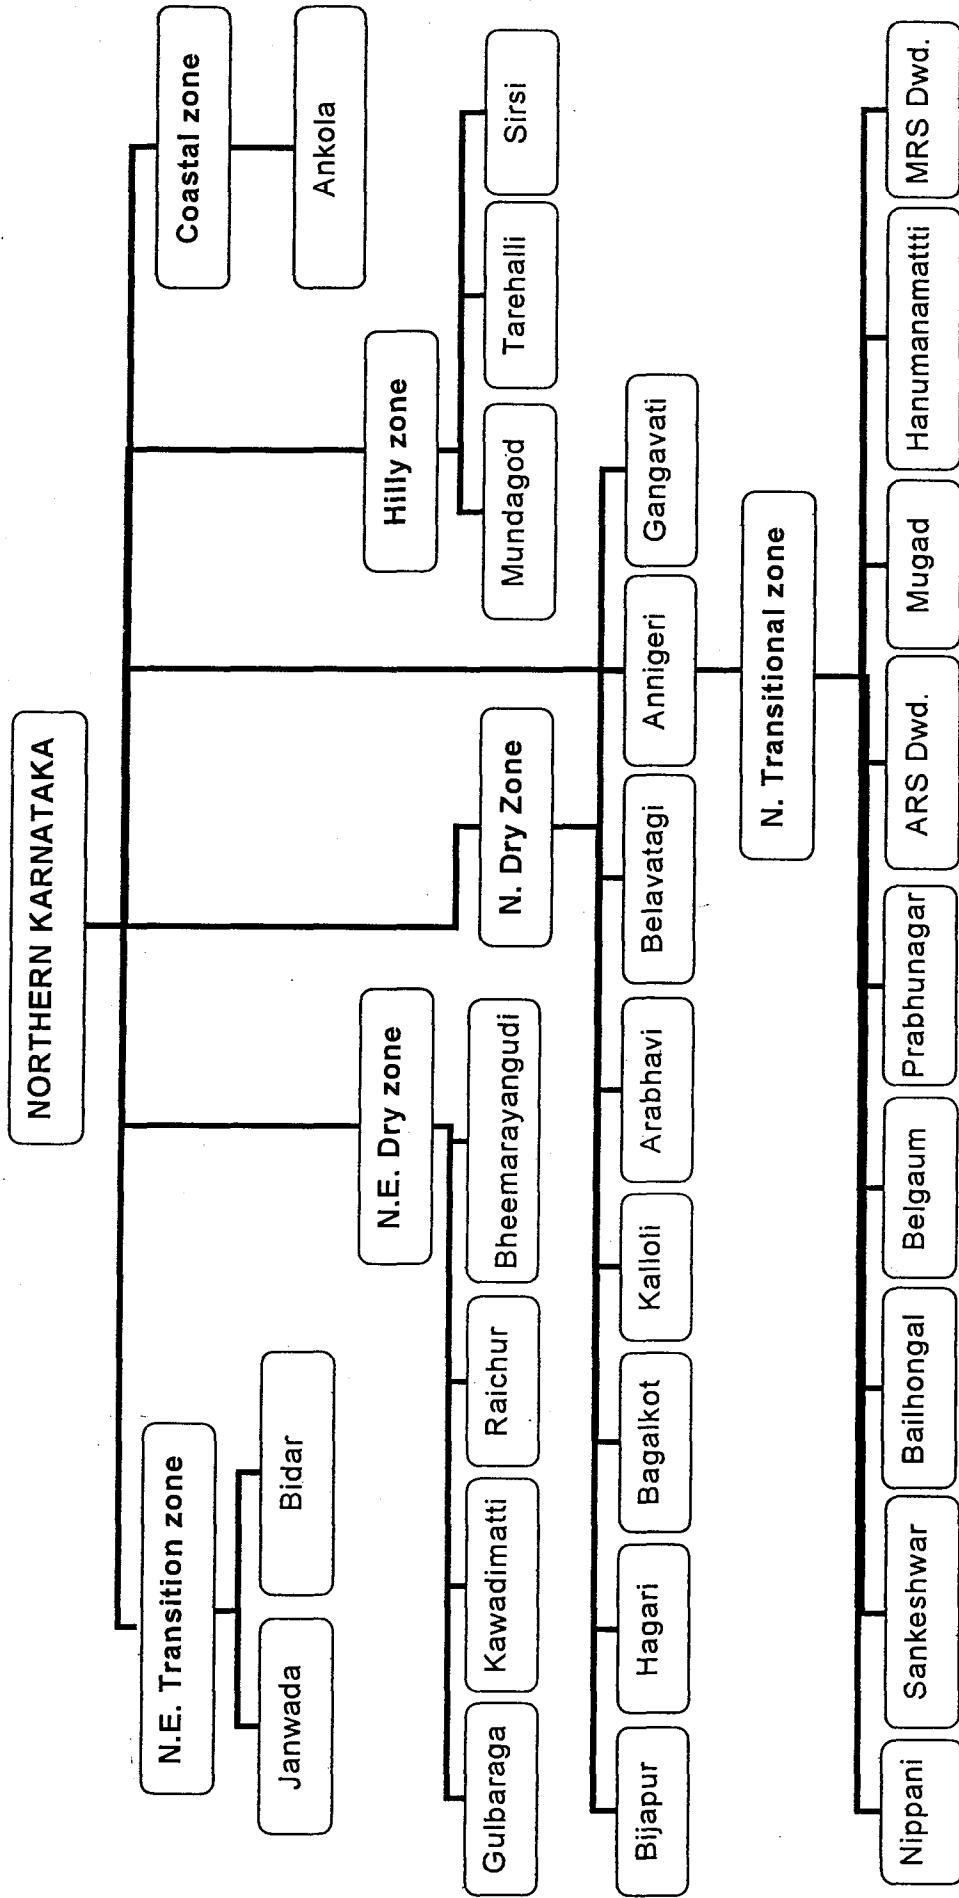 NORTHERN KARNATAKA
N.E. Transition zone
Janwada
Bidar
N.E. Dry zone
Gulbaraga
Kawadimatti
Raichur
Bheemarayangudi
N. Dry Zone
Bijapur
Hagari
Bagalkot
Kalloli
Arabhavi
Belavatagi
Annigeri
Gangavati
Hilly zone
Mundagod
Tarehalli
Sirsi
Coastal zone
Ankola
N. Transitional zone
Nippani
Sankeshwar
Bailhongal
Belgaum
Prabhunagar
ARS Dwd.
Mugad
Hanumanamattti
MRS Dwd.